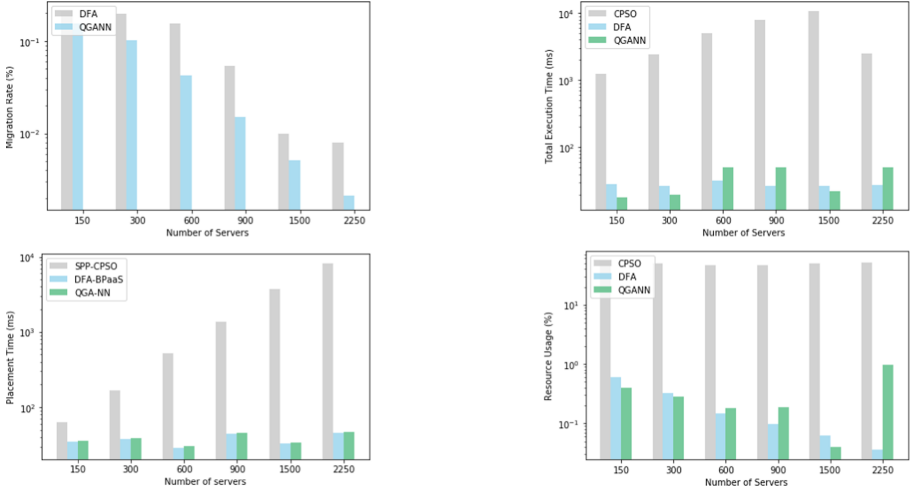 DFA
QGANN
Migration Rate (%)
10⁻¹
10⁻²
150 300 600 900 1500 2250
Number of Servers
CPSO
DFA
QGANN
Total Execution Time (ms)
10⁴
10³
10²
150 300 600 900 1500 2250
Number of Servers
SPP-CPSO
DFA-BPaaS
QGA-NN
Placement Time (ms)
10⁴
10³
10²
150 300 600 900 1500 2250
Number of servers
CPSO
DFA
QGANN
Resource Usage (%)
10¹
10⁰
10⁻¹
150 300 600 900 1500 2250
Number of Servers